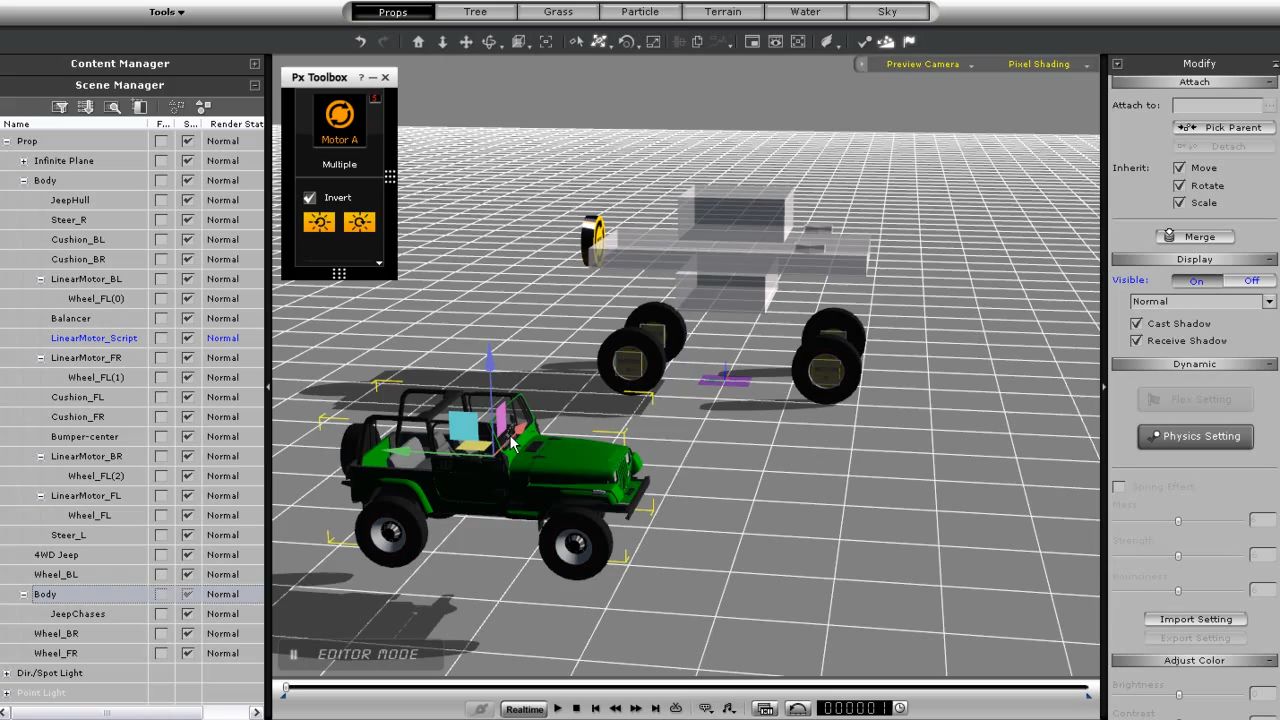 Tools
Props
Tree
Grass
Particle
Terrain
Water
Sky
Content Manager
Scene Manager
Name
F...
S...
Render Stat
Prop
Normal
Infinite Plane
Normal
Body
Normal
JeepHull
Normal
Steer_R
Normal
Cushion_BL
Normal
Cushion_BR
Normal
LinearMotor_BL
Normal
Wheel_FL(0)
Normal
Balancer
Normal
LinearMotor_Script
Normal
LinearMotor_FR
Normal
Wheel_FL(1)
Normal
Cushion_FL
Normal
Cushion_FR
Normal
Bumper-center
Normal
LinearMotor_BR
Normal
Wheel_FL(2)
Normal
LinearMotor_FL
Normal
Wheel_FL
Normal
Steer_L
Normal
4WD Jeep
Normal
Wheel_BL
Normal
Body
Normal
JeepChases
Normal
Wheel_BR
Normal
Wheel_FR
Normal
Dir./Spot Light
Normal
Point Light
Normal
Px Toolbox
?
Motor A
Multiple
Invert
Preview Camera
Pixel Shading
EDITOR MODE
Realtime
0000001
Modify
Attach
Attach to:
Pick Parent
Detach
Inherit:
Move
Rotate
Scale
Merge
Display
Visible:
On
Off
Normal
Cast Shadow
Receive Shadow
Dynamic
Flex Setting
Physics Setting
Spring Effect
Mass
Strength
Boundness
Import Setting
Export Setting
Adjust Color
Brightness
Contrast